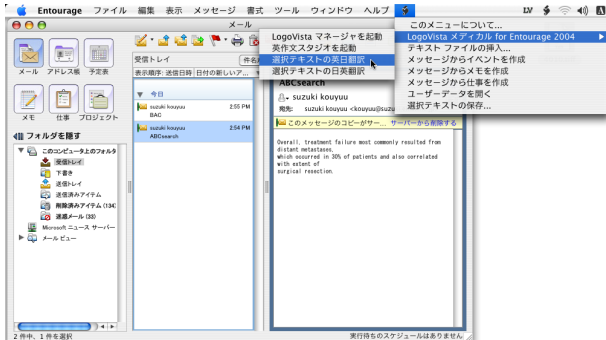 Entourage ファイル 編集 表示 メッセージ 書式 ツール ウィンドウ ヘルプ
メール
このメニューについて...
LogoVista メディカル for Entourage 2004
テキスト ファイルの挿入...
メッセージからイベントを作成
メッセージからメモを作成
メッセージから仕事を作成
ユーザーデータを開く
選択テキストの保存...
LogoVista マネージャを起動
英作文スタジオを起動
選択テキストの英日翻訳
選択テキストの日英翻訳
メール アドレス帳 予定表
メモ 仕事 プロジェクト
フォルダを隠す
このコンピュータ上のフォルダ
受信トレイ
下書き
送信トレイ
送信済みアイテム
削除済みアイテム (134)
迷惑メール (33)
Microsoft ニュース サーバー
メール ビュー
受信トレイ
件名
表示順序: 送信日時 日付の新しいア...
今日
suzuki kouyuu 2:55 PM
BAC
suzuki kouyuu 2:54 PM
ABCsearch
ABCsearch
suzuki kouyuu
宛先: suzuki kouyuu
このメッセージのコピーがサー... サーバーから削除する
Overall, treatment failure most commonly resulted from
distant metastases,
which occurred in 30% of patients and also correlated
with extent of
surgical resection.
2 件中、1 件を選択
実行待ちのスケジュールはありません